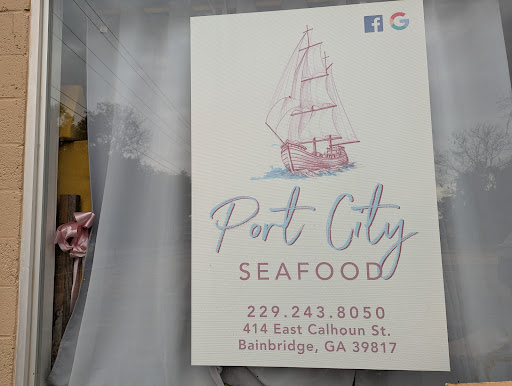 Port City
SEAFOOD
229.243.8050
414 East Calhoun St.
Bainbridge, GA 39817